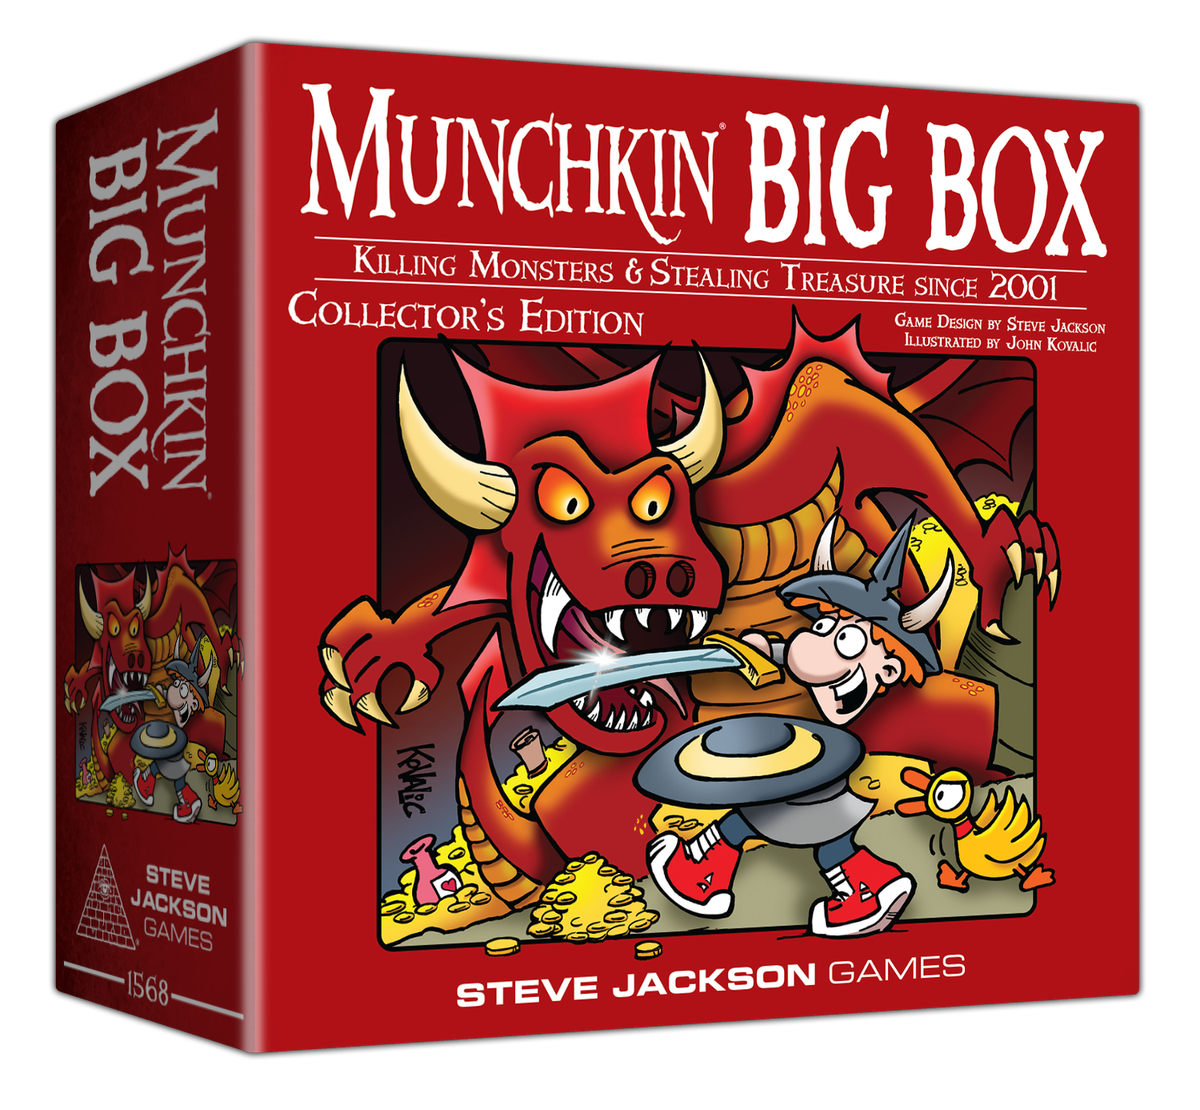 MUNCHKIN® BIG BOX
KILLING MONSTERS & STEALING TREASURE SINCE 2001
COLLECTOR'S EDITION
GAME DESIGN BY STEVE JACKSON
ILLUSTRATED BY JOHN KOVALIC
KOVALIC
STEVE JACKSON GAMES
MUNCHKIN®
BIG BOX
KOVALIC
STEVE
JACKSON
GAMES
1568